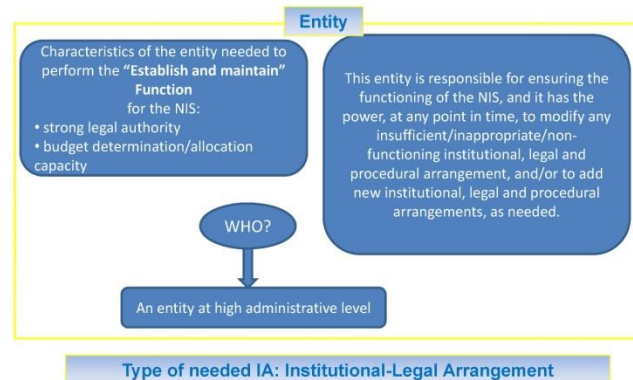 Entity
Characteristics of the entity needed to
perform the “Establish and maintain”
Function
for the NIS:
• strong legal authority
• budget determination/allocation
capacity
This entity is responsible for ensuring the
functioning of the NIS, and it has the
power, at any point in time, to modify any
insufficient/inappropriate/non-
functioning institutional, legal and
procedural arrangement, and/or to add
new institutional, legal and procedural
arrangements, as needed.
WHO?
An entity at high administrative level
Type of needed IA: Institutional-Legal Arrangement